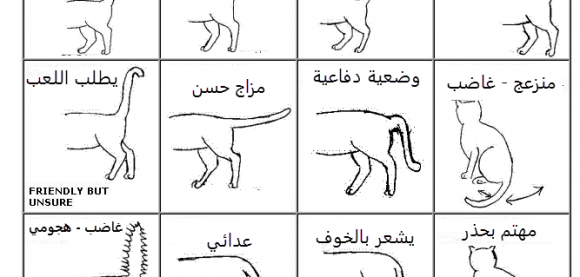 منزعج - غاضب
وضعية دفاعية
مزاج حسن
يطلب اللعب
FRIENDLY BUT
UNSURE
مهتم بحذر
يشعر بالخوف
عدائي
غاضب - هجومي